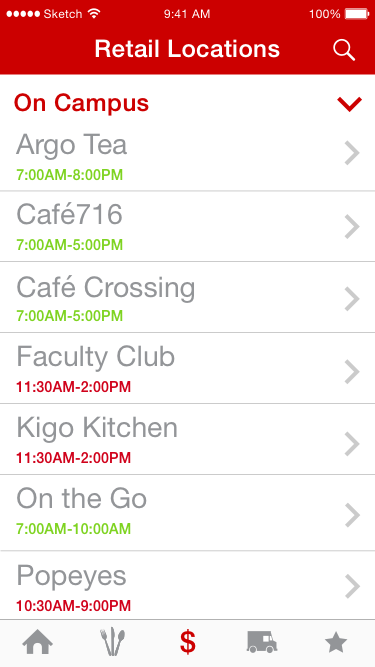 Sketch 9:41 AM 100%
Retail Locations
On Campus
Argo Tea
7:00AM-8:00PM
Café716
7:00AM-5:00PM
Café Crossing
7:00AM-5:00PM
Faculty Club
11:30AM-2:00PM
Kigo Kitchen
11:30AM-2:00PM
On the Go
7:00AM-10:00AM
Popeyes
10:30AM-9:00PM
$